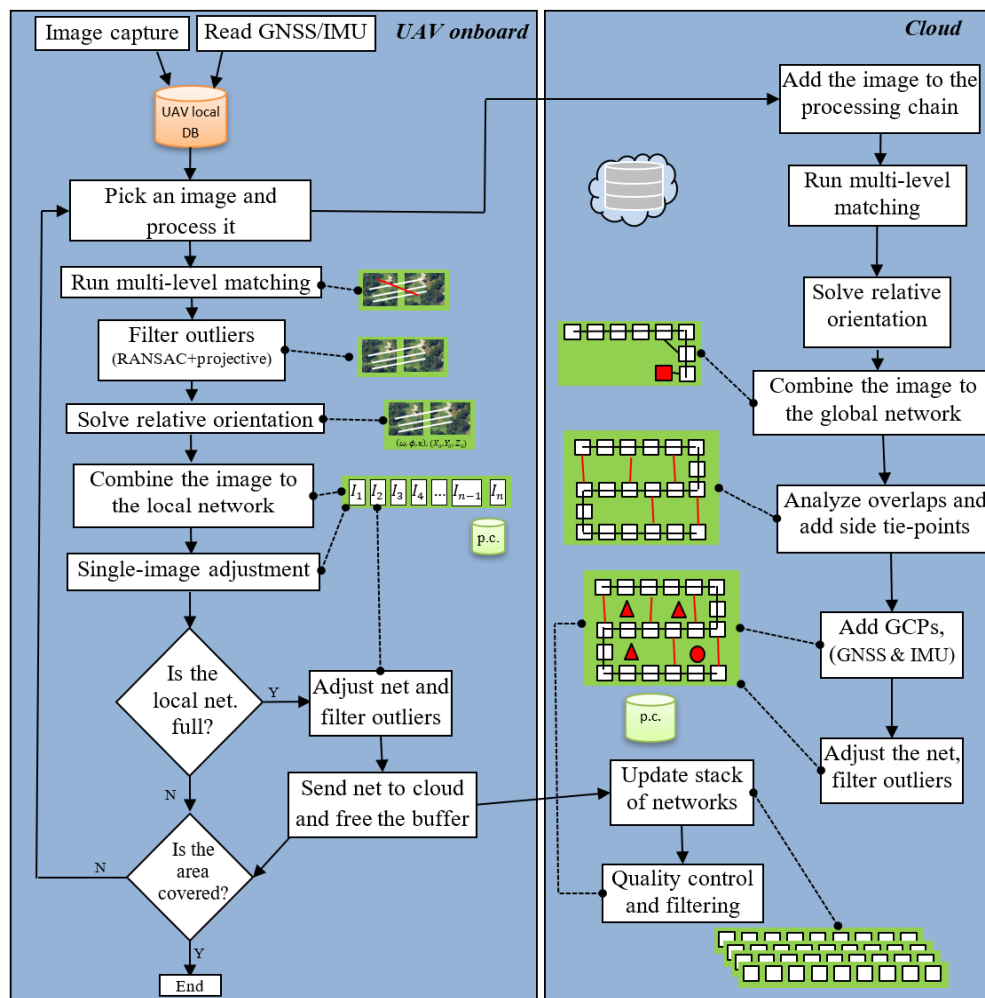 UAV onboard
Image capture
Read GNSS/IMU
UAV local
DB
Pick an image and
process it
Run multi-level matching
Filter outliers
(RANSAC+projective)
Solve relative orientation
(ω, ϕ, κ), (X₀, Y₀, Z₀)
Combine the image to
the local network
I₁ I₂ I₃ I₄ ... Iₙ₋₁ Iₙ
p.c.
Single-image adjustment
Is the
local net.
full?
Y
Adjust net and
filter outliers
N
Send net to cloud
and free the buffer
Is the
area
covered?
N
Y
End
Cloud
Add the image to the
processing chain
Run multi-level
matching
Solve relative
orientation
Combine the image to
the global network
Analyze overlaps and
add side tie-points
Add GCPs,
(GNSS & IMU)
p.c.
Adjust the net,
filter outliers
Update stack
of networks
Quality control
and filtering